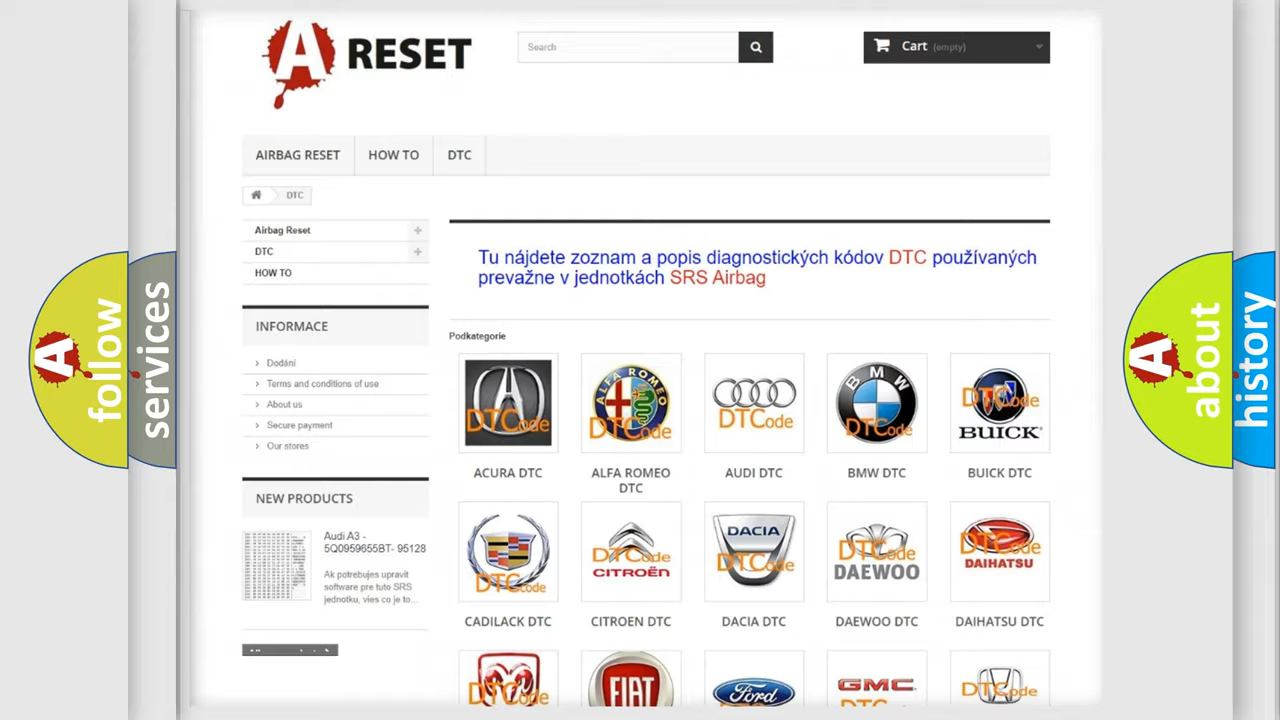 A RESET
Search
Cart (empty)
AIRBAG RESET
HOW TO
DTC
DTC
Airbag Reset
DTC
HOW TO
INFORMACE
Dodání
Terms and conditions of use
About us
Secure payment
Our stores
NEW PRODUCTS
Audi A3 -
5Q0959655BT- 95128
Ak potrebujes upravit
software pre tuto SRS
jednotku, vies co je to...
Tu nájdete zoznam a popis diagnostických kódov DTC používaných
prevažne v jednotkách SRS Airbag
Podkategorie
DTCode
ALFA ROMEO
DTCode
DTCode
BMW
DTCode
DTCode
BUICK
ACURA DTC
ALFA ROMEO
DTC
AUDI DTC
BMW DTC
BUICK DTC
DTCode
DTCode
CITROËN
DACIA
DTCode
DTCode
DAEWOO
DTCode
DAIHATSU
CADILACK DTC
CITROEN DTC
DACIA DTC
DAEWOO DTC
DAIHATSU DTC
DTCode
FIAT
Ford
GMC
DTCode
A follow
services
A about
history